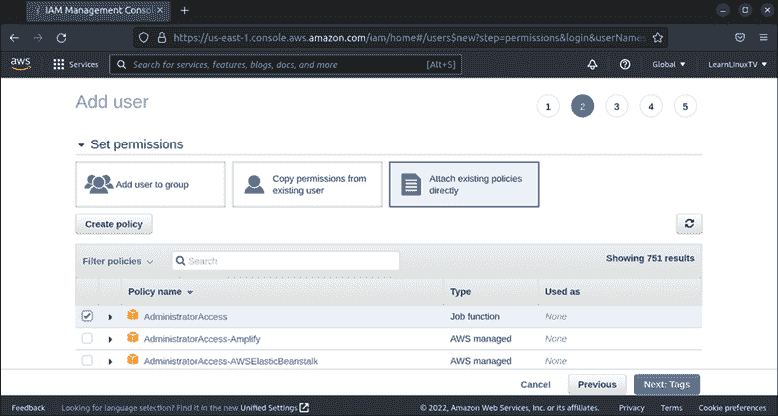 IAM Management Consol
https://us-east-1.console.aws.amazon.com/iam/home#/users$new?step=permissions&login&userNames
aws Services Search for services, features, blogs, docs, and more [Alt+S] Global LearnLinuxTV
Add user 1 2 3 4 5
Set permissions
Add user to group
Copy permissions from
existing user
Attach existing policies
directly
Create policy
Filter policies Search Showing 751 results
Policy name Type Used as
AdministratorAccess Job function None
AdministratorAccess-Amplify AWS managed None
AdministratorAccess-AWSElasticBeanstalk AWS managed None
Cancel Previous Next: Tags
Feedback Looking for language selection? Find it in the new Unified Settings © 2022, Amazon Web Services, Inc. or its affiliates. Privacy Terms Cookie preferences